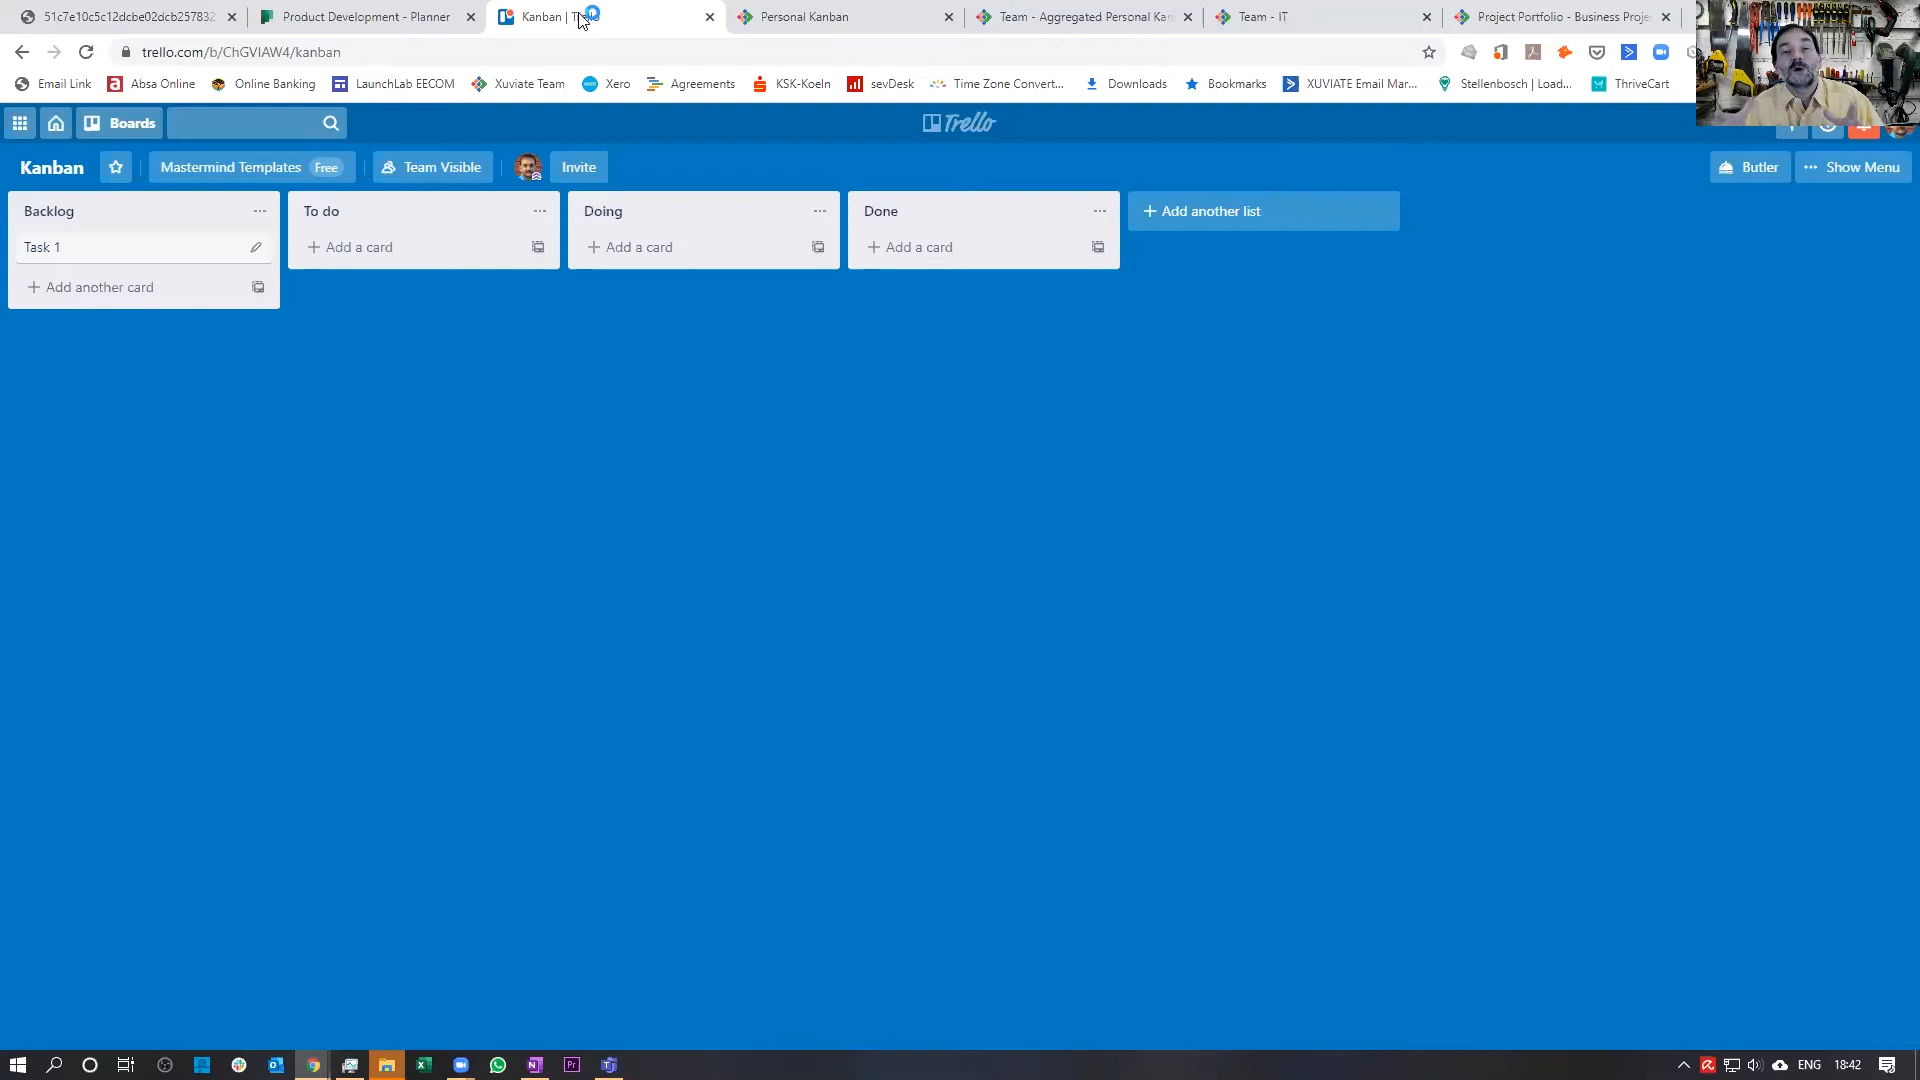 51c7e10c5c12dcbe02dcb257832
Product Development - Planner
Kanban |
Personal Kanban
Team - Aggregated Personal Kan
Team - IT
Project Portfolio - Business Proje
trello.com/b/ChGVIAW4/kanban
Email Link
Absa Online
Online Banking
LaunchLab EECOM
Xuviate Team
Xero
Agreements
KSK-Koeln
sevDesk
Time Zone Convert...
Downloads
Bookmarks
XUVIATE Email Mar...
Stellenbosch | Load...
ThriveCart
Boards
Trello
Kanban
Mastermind Templates Free
Team Visible
Invite
Butler
Show Menu
Backlog
To do
Doing
Done
+ Add another list
Task 1
+ Add a card
+ Add a card
+ Add a card
+ Add another card
ENG
18:42